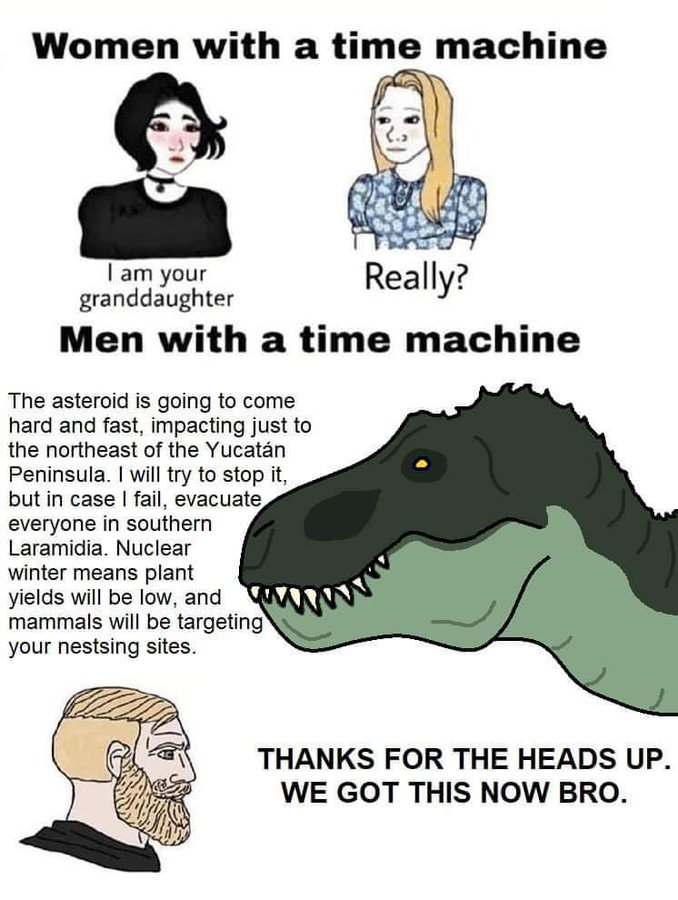 Women with a time machine
I am your
granddaughter
Really?
Men with a time machine
The asteroid is going to come
hard and fast, impacting just to
the northeast of the Yucatán
Peninsula. I will try to stop it,
but in case I fail, evacuate
everyone in southern
Laramidia. Nuclear
winter means plant
yields will be low, and
mammals will be targeting
your nestsing sites.
THANKS FOR THE HEADS UP.
WE GOT THIS NOW BRO.